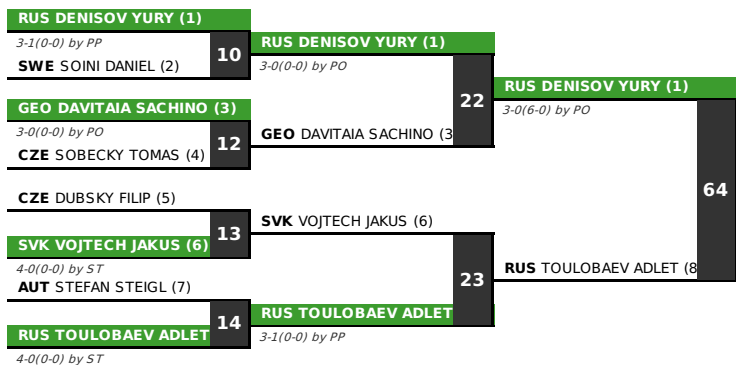 RUS DENISOV YURY (1)
3-1(0-0) by PP
SWE SOINI DANIEL (2)
10
GEO DAVITAIA SACHINO (3)
3-0(0-0) by PO
CZE SOBECKY TOMAS (4)
12
CZE DUBSKY FILIP (5)
13
SVK VOJTECH JAKUS (6)
4-0(0-0) by ST
AUT STEFAN STEIGL (7)
14
RUS TOULOBAEV ADLET
4-0(0-0) by ST
RUS DENISOV YURY (1)
3-0(0-0) by PO
22
GEO DAVITAIA SACHINO (3
SVK VOJTECH JAKUS (6)
23
RUS TOULOBAEV ADLET
3-1(0-0) by PP
RUS DENISOV YURY (1)
3-0(6-0) by PO
64
RUS TOULOBAEV ADLET (8